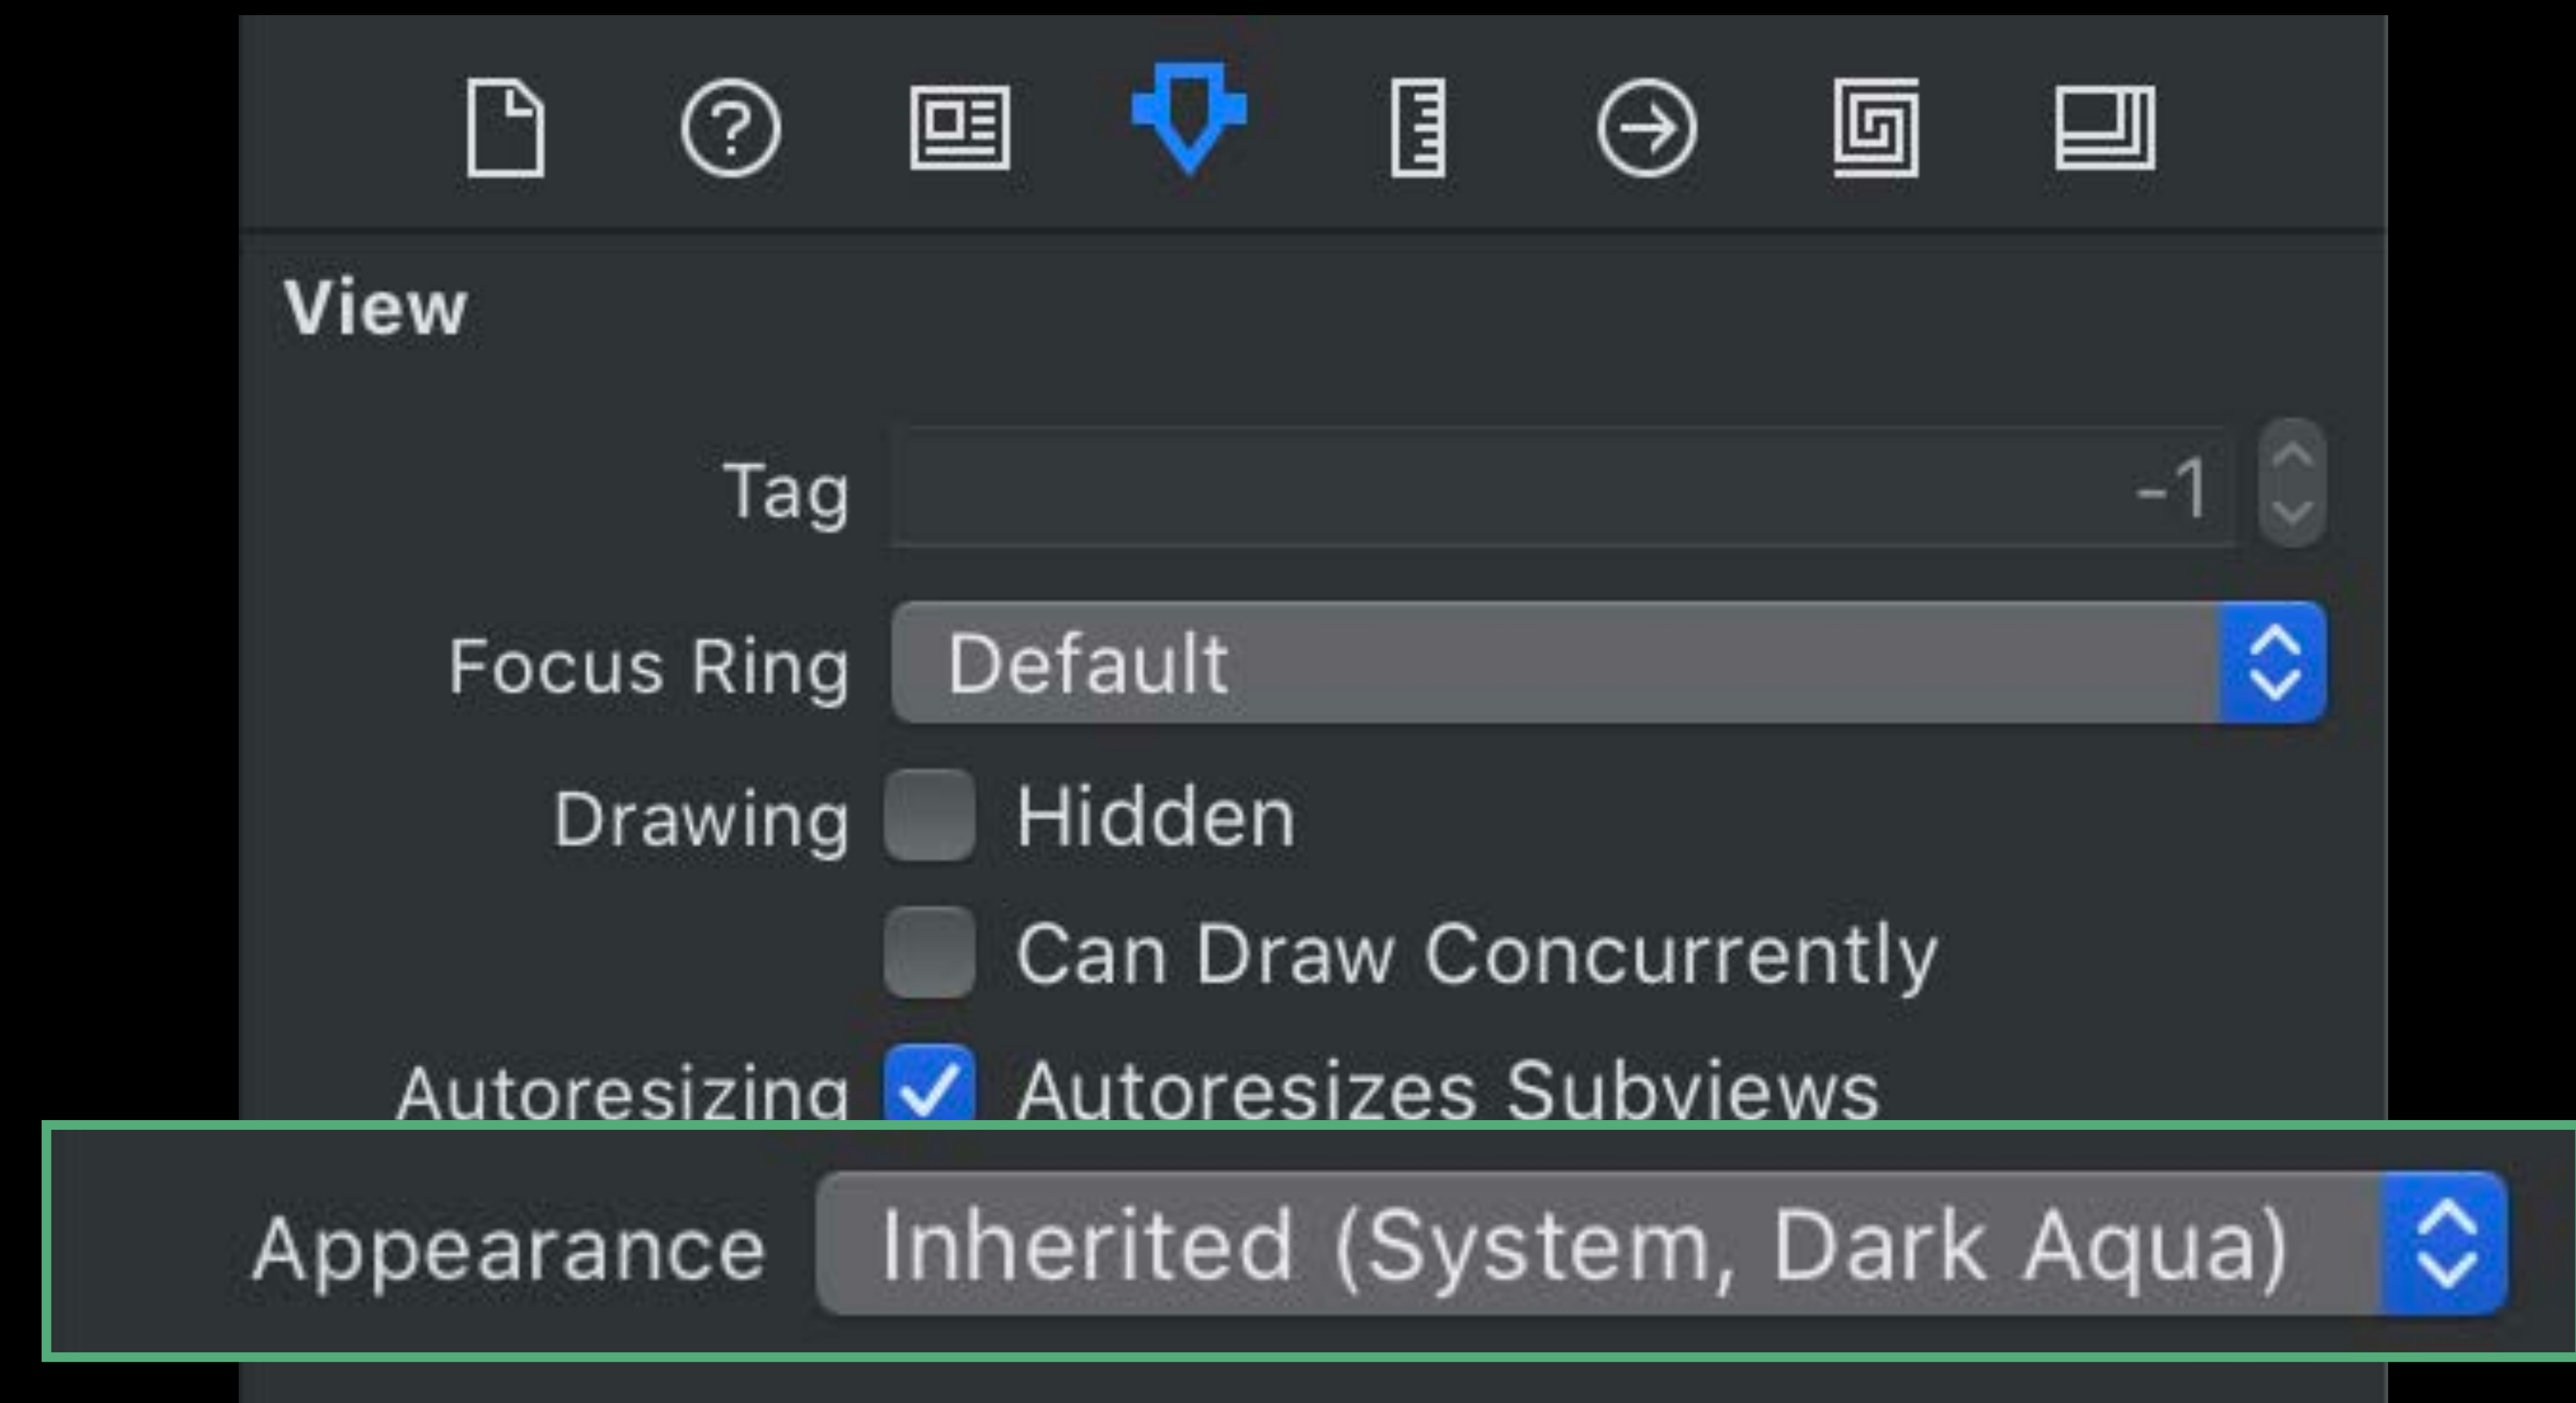 View
Tag -1
Focus Ring Default
Drawing Hidden
Can Draw Concurrently
Autoresizing Autoresizes Subviews
Appearance Inherited (System, Dark Aqua)